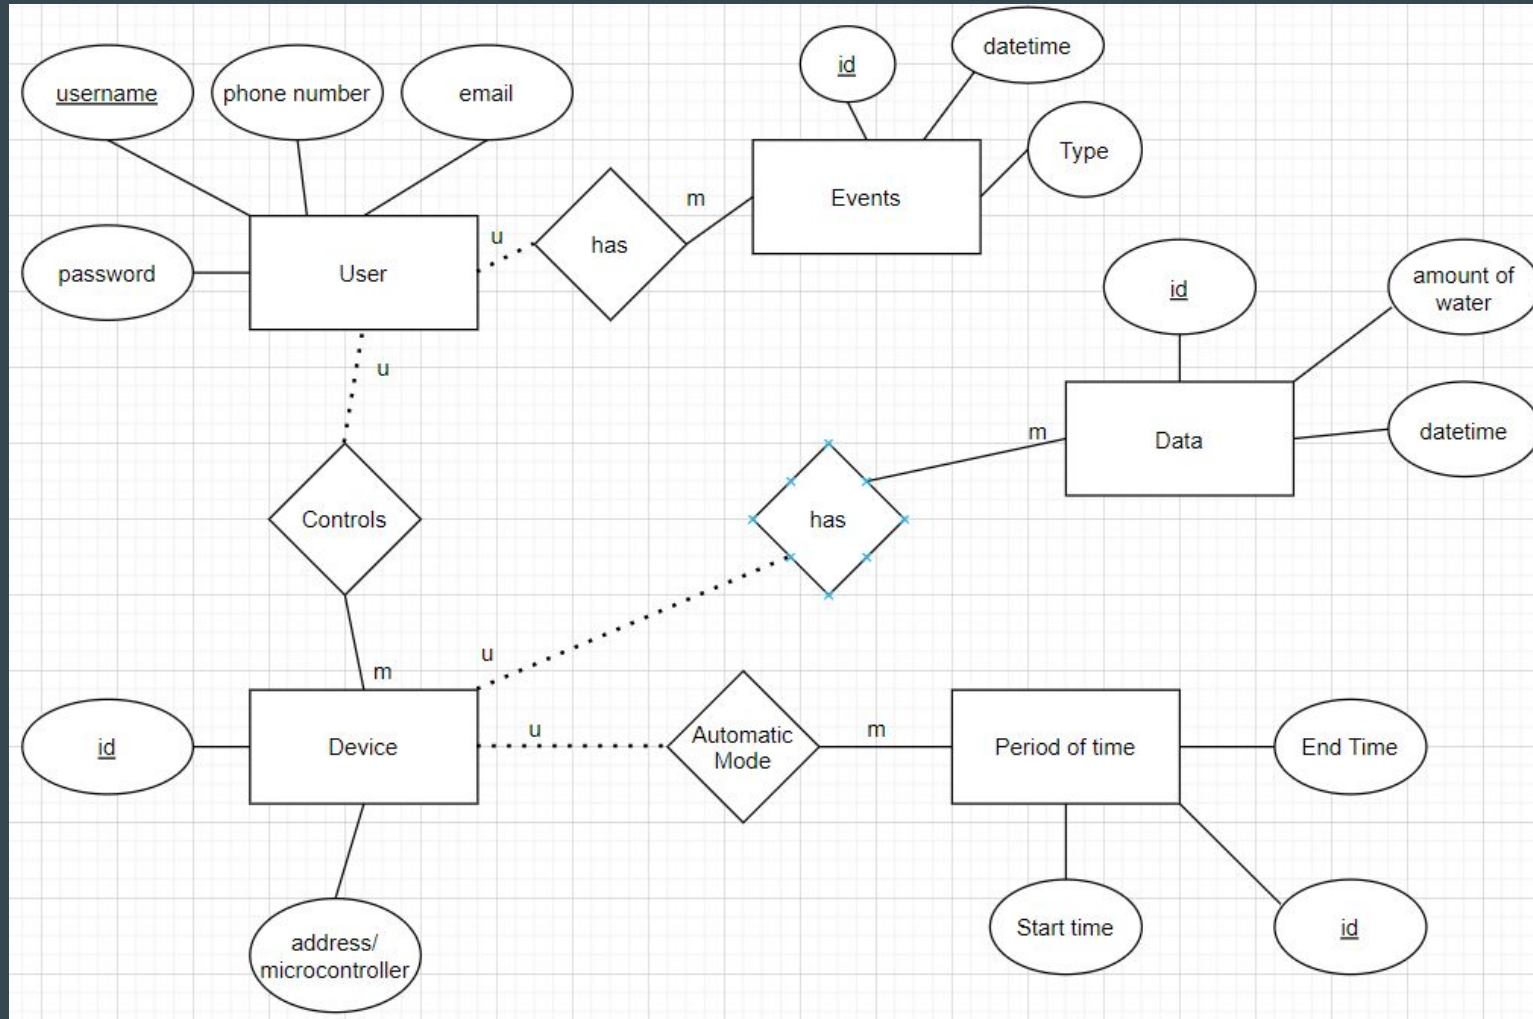 id
datetime
username
phone number
email
Type
m
Events
u
has
password
User
id
amount of
water
u
m
datetime
Data
Controls
has
u
m
u
m
Automatic
Mode
id
Device
Period of time
End Time
Start time
id
address/
microcontroller